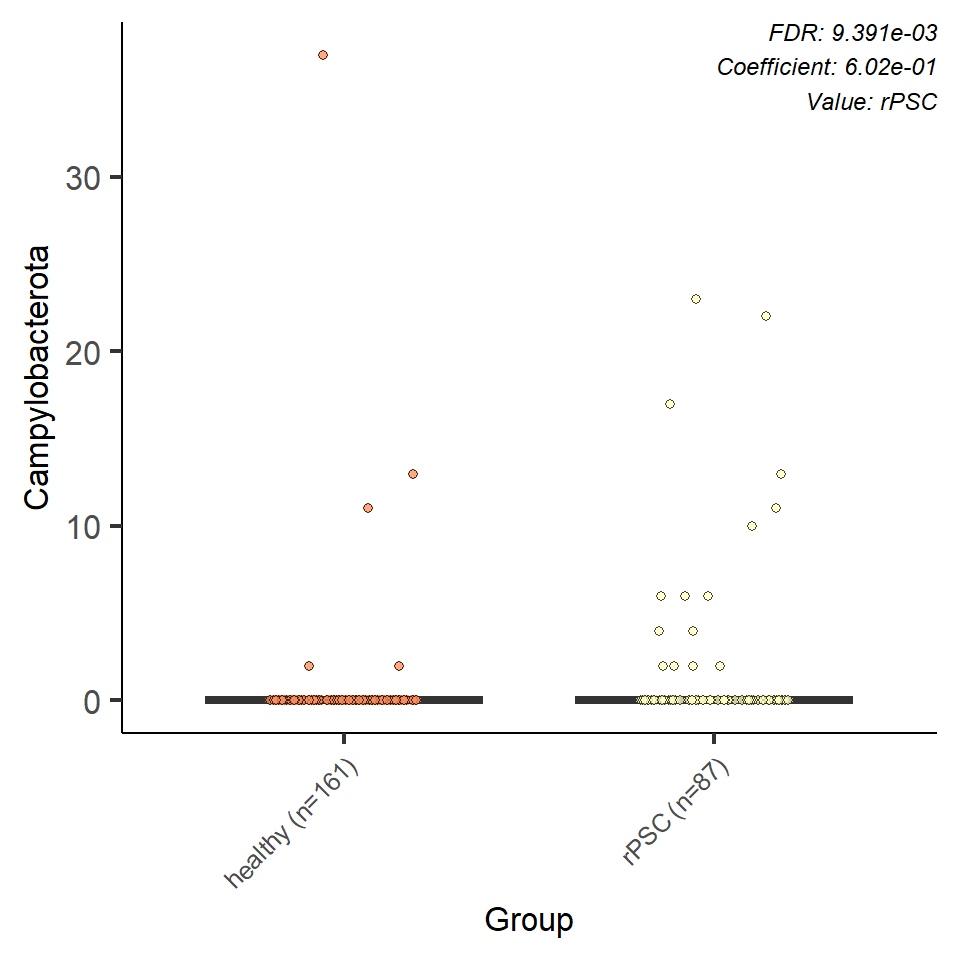 FDR: 9.391e-03
Coefficient: 6.02e-01
Value: rPSC
Campylobacterota
30
20
10
0
healthy (n=161)
rPSC (n=87)
Group